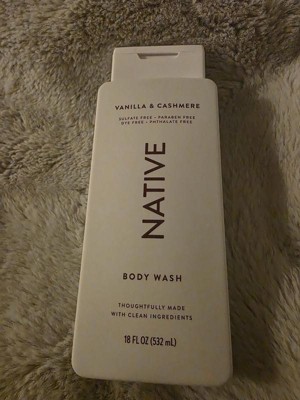 VANILLA & CASHMERE
SULFATE FREE - PARABEN FREE
DYE FREE - PHTHALATE FREE
NATIVE
BODY WASH
THOUGHTFULLY MADE
WITH CLEAN INGREDIENTS
18 FL OZ (532 mL)